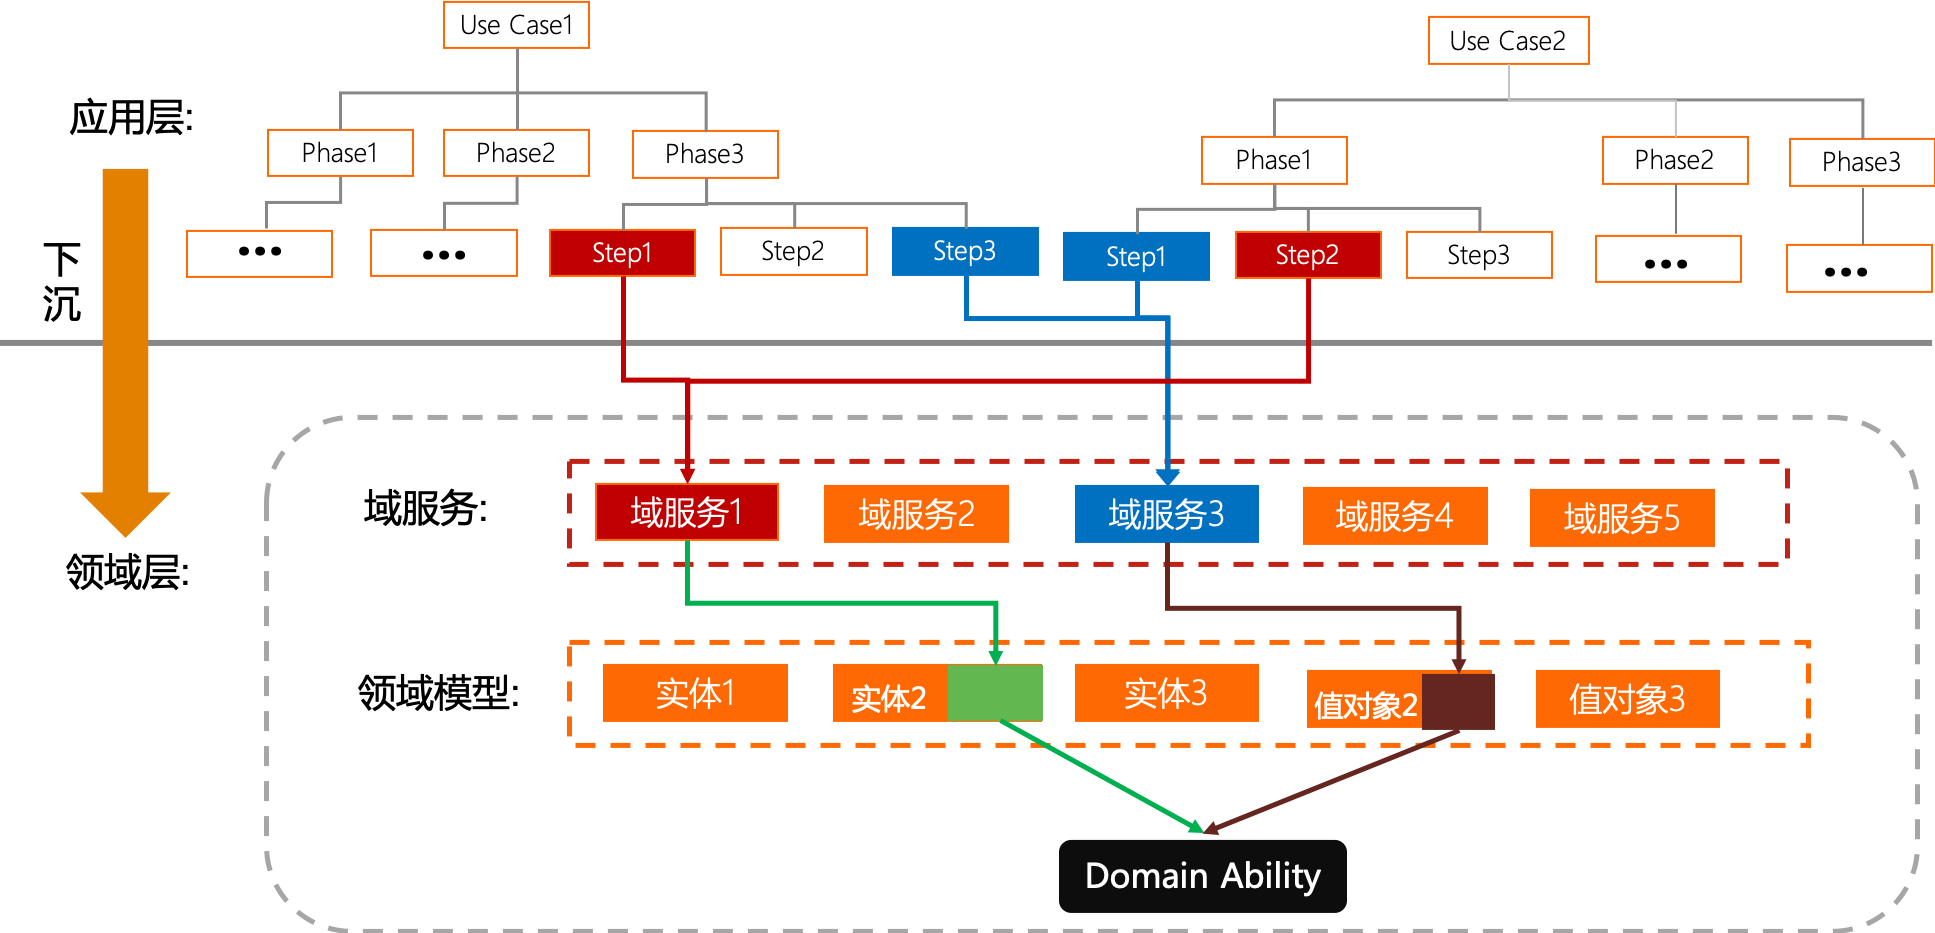 Use Case1
Use Case2
应用层:
Phase1
Phase2
Phase3
Phase1
Phase2
Phase3
•••
•••
Step1
Step2
Step3
Step1
Step2
Step3
•••
•••
下
沉
域服务:
域服务1
域服务2
域服务3
域服务4
域服务5
领域层:
领域模型:
实体1
实体2
实体3
值对象2
值对象3
Domain Ability